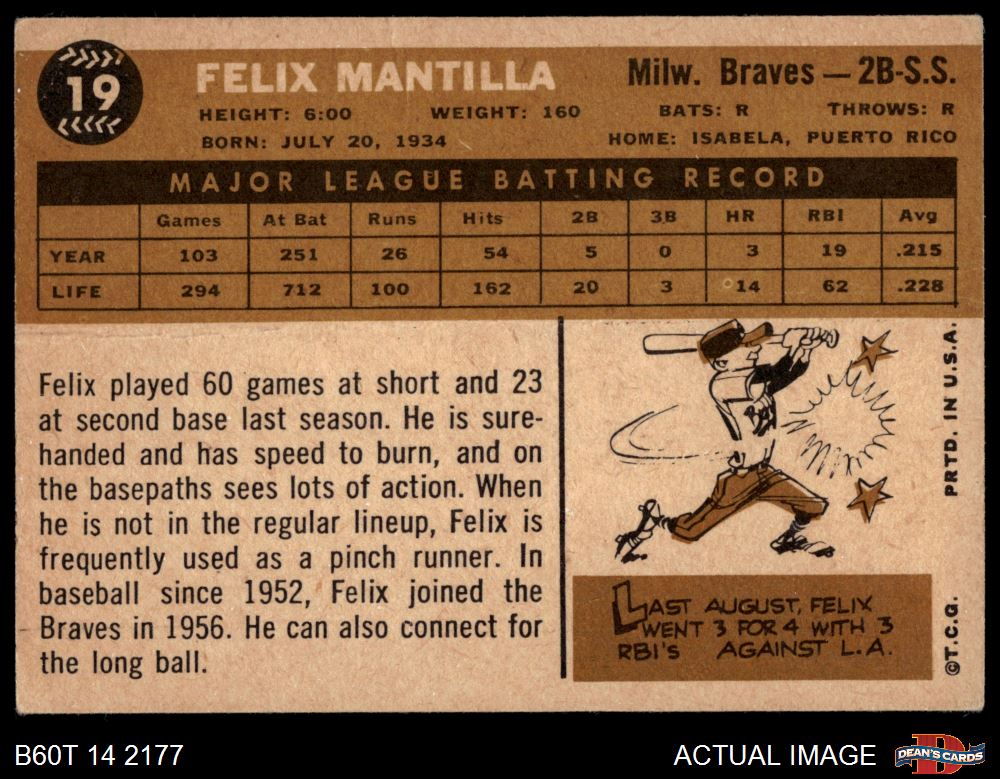 19
FELIX MANTILLA
Milw. Braves — 2B-S.S.
HEIGHT: 6:00 WEIGHT: 160 BATS: R THROWS: R
BORN: JULY 20, 1934 HOME: ISABELA, PUERTO RICO
MAJOR LEAGUE BATTING RECORD
Games At Bat Runs Hits 2B 3B HR RBI Avg
YEAR 103 251 26 54 5 0 3 19 .215
LIFE 294 712 100 162 20 3 14 62 .228
Felix played 60 games at short and 23
at second base last season. He is sure-
handed and has speed to burn, and on
the basepaths sees lots of action. When
he is not in the regular lineup, Felix is
frequently used as a pinch runner. In
baseball since 1952, Felix joined the
Braves in 1956. He can also connect for
the long ball.
LAST AUGUST, FELIX
WENT 3 FOR 4 WITH 3
RBI'S AGAINST L.A.
©T.C.G. PRTD. IN U.S.A.
B60T 14 2177
ACTUAL IMAGE
DEAN'S CARDS